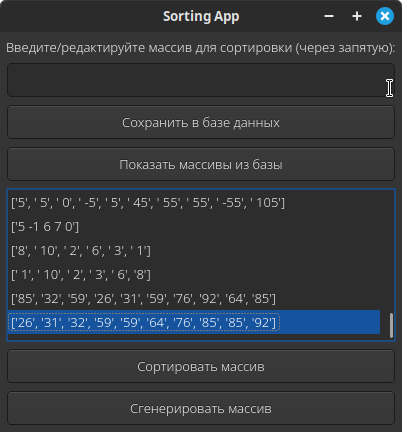 Sorting App
Введите/редактируйте массив для сортировки (через запятую):
Сохранить в базе данных
Показать массивы из базы
['5', ' 5', ' 0', ' -5', ' 5', ' 45', ' 55', ' 55', ' -55', ' 105']
['5 -1 6 7 0']
['8', ' 10', ' 2', ' 6', ' 3', ' 1']
[' 1', ' 10', ' 2', ' 3', ' 6', '8']
['85', '32', '59', '26', '31', '59', '76', '92', '64', '85']
['26', '31', '32', '59', '59', '64', '76', '85', '85', '92']
Сортировать массив
Сгенерировать массив